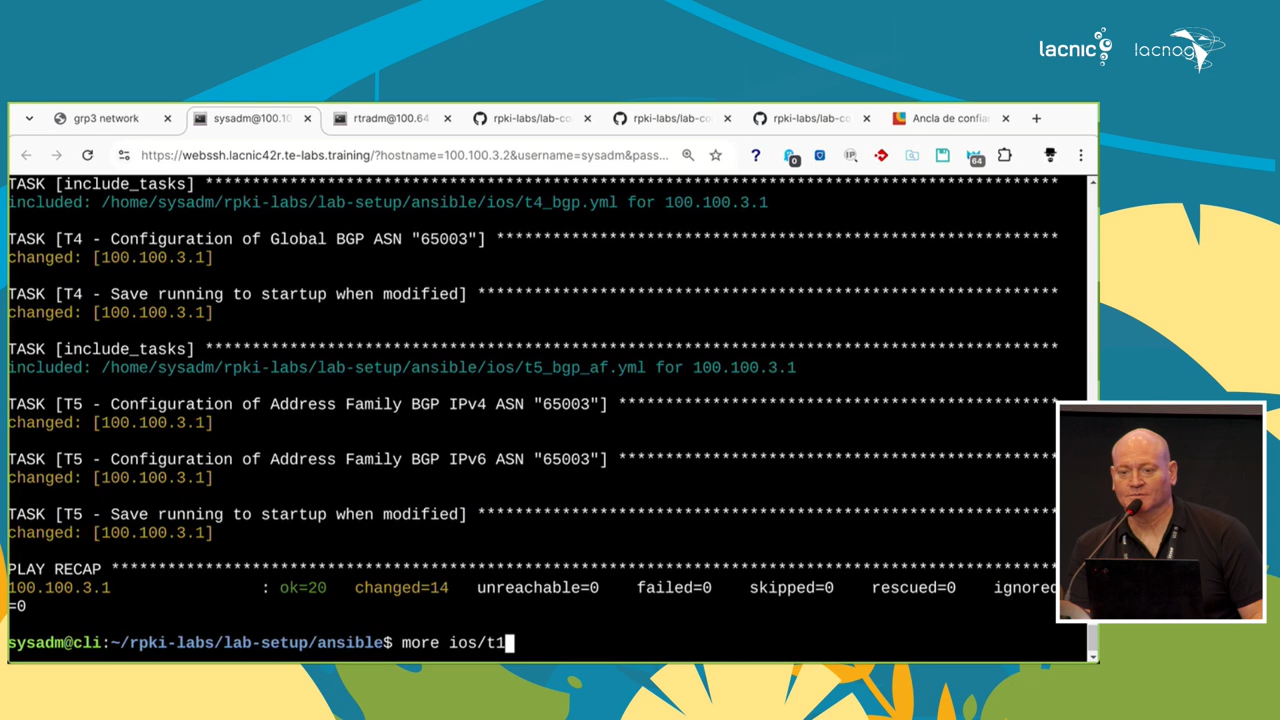 lacnic
lacnog
grp3 network
sysadm@100.10
rtradm@100.64
rpki-labs/lab-co
rpki-labs/lab-co
rpki-labs/lab-co
Ancla de confia
https://webssh.lacnic42r.te-labs.training/?hostname=100.100.3.2&username=sysadm&pass...
? 0 IP 64
TASK [include_tasks] *******************************************************************************************
included: /home/sysadm/rpki-labs/lab-setup/ansible/ios/t4_bgp.yml for 100.100.3.1
TASK [T4 - Configuration of Global BGP ASN "65003"] ************************************************************
changed: [100.100.3.1]
TASK [T4 - Save running to startup when modified] **************************************************************
changed: [100.100.3.1]
TASK [include_tasks] *******************************************************************************************
included: /home/sysadm/rpki-labs/lab-setup/ansible/ios/t5_bgp_af.yml for 100.100.3.1
TASK [T5 - Configuration of Address Family BGP IPv4 ASN "65003"] ***********************************************
changed: [100.100.3.1]
TASK [T5 - Configuration of Address Family BGP IPv6 ASN "65003"] ***********************************************
changed: [100.100.3.1]
TASK [T5 - Save running to startup when modified] **************************************************************
changed: [100.100.3.1]
PLAY RECAP *****************************************************************************************************
100.100.3.1 : ok=20 changed=14 unreachable=0 failed=0 skipped=0 rescued=0 ignored
=0
sysadm@cli:~/rpki-labs/lab-setup/ansible$ more ios/t1